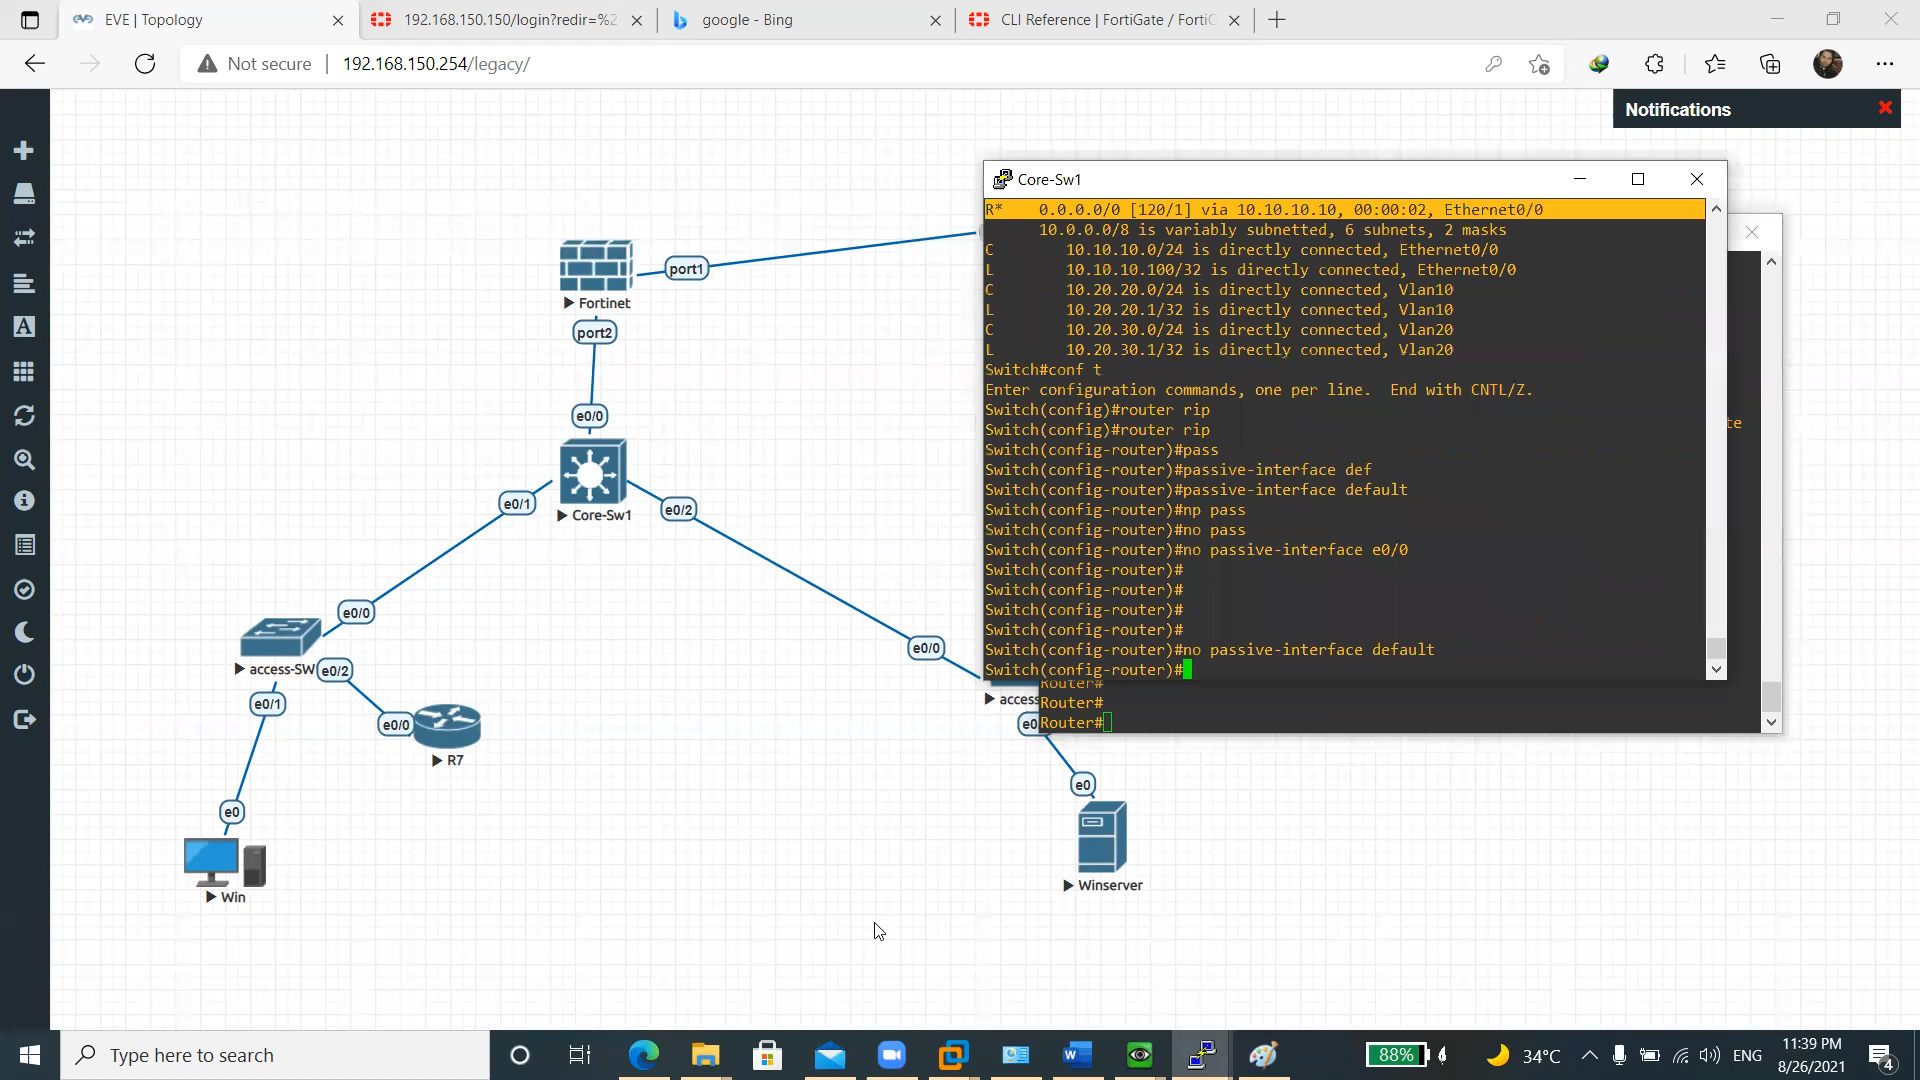 EVE | Topology
192.168.150.150/login?redir=%2
google - Bing
CLI Reference | FortiGate / FortiO
Not secure
192.168.150.254/legacy/
Notifications
Core-Sw1
R* 0.0.0.0/0 [120/1] via 10.10.10.10, 00:00:02, Ethernet0/0
10.0.0.0/8 is variably subnetted, 6 subnets, 2 masks
C 10.10.10.0/24 is directly connected, Ethernet0/0
L 10.10.10.100/32 is directly connected, Ethernet0/0
C 10.20.20.0/24 is directly connected, Vlan10
L 10.20.20.1/32 is directly connected, Vlan10
C 10.20.30.0/24 is directly connected, Vlan20
L 10.20.30.1/32 is directly connected, Vlan20
Switch#conf t
Enter configuration commands, one per line. End with CNTL/Z.
Switch(config)#router rip
Switch(config)#router rip
Switch(config-router)#pass
Switch(config-router)#passive-interface def
Switch(config-router)#passive-interface default
Switch(config-router)#np pass
Switch(config-router)#no pass
Switch(config-router)#no passive-interface e0/0
Switch(config-router)#
Switch(config-router)#
Switch(config-router)#
Switch(config-router)#
Switch(config-router)#no passive-interface default
Switch(config-router)#
te
Router#
Router#
Router#
port1
Fortinet
port2
e0/0
Core-Sw1
e0/1
e0/2
e0/0
access-SW
e0/2
e0/1
e0/0
R7
e0
Win
e0/0
access
e0
e0
Winserver
Type here to search
88%
34°C
ENG
11:39 PM
8/26/2021
4